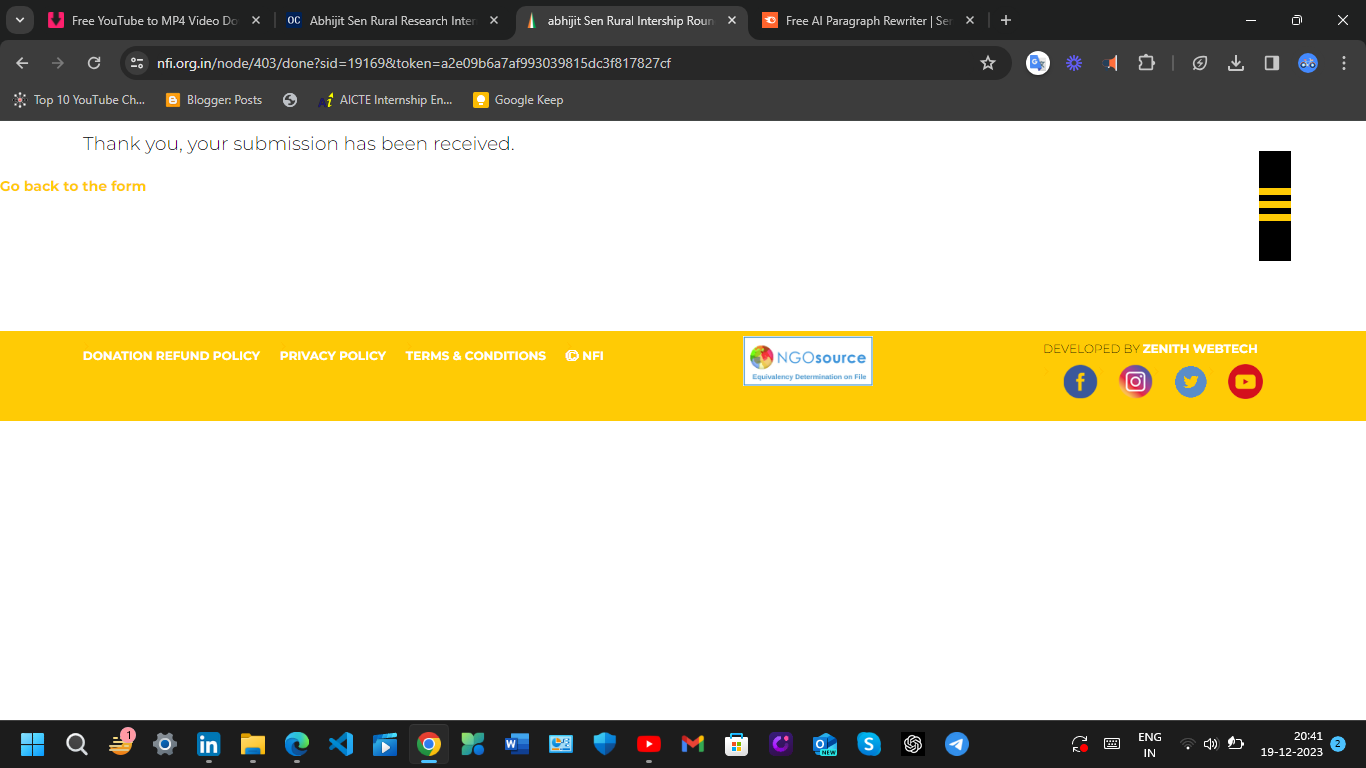 Free YouTube to MP4 Video Do
OC Abhijit Sen Rural Research Inter
abhijit Sen Rural Intership Roun
Free AI Paragraph Rewriter | Ser
nfi.org.in/node/403/done?sid=19169&token=a2e09b6a7af993039815dc3f817827cf
Top 10 YouTube Ch...
Blogger: Posts
AICTE Internship En...
Google Keep
Thank you, your submission has been received.
Go back to the form
DONATION REFUND POLICY PRIVACY POLICY TERMS & CONDITIONS © NFI
NGOsource
Equivalency Determination on File
DEVELOPED BY ZENITH WEBTECH
1
NEW
ENG
IN
20:41
19-12-2023
2